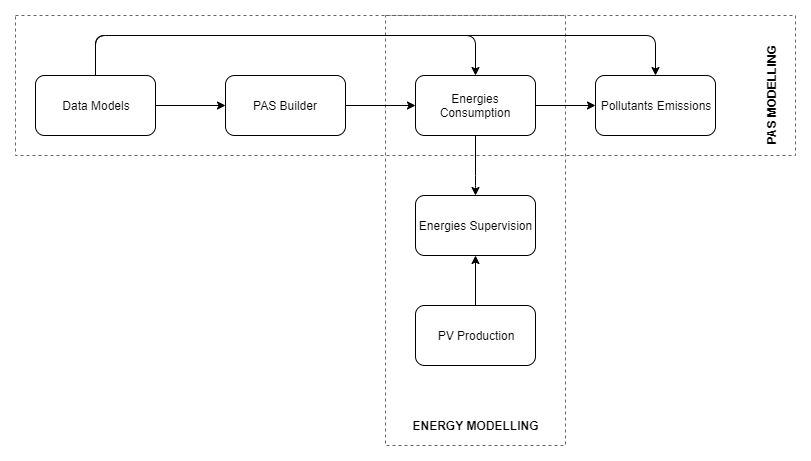 Data Models
PAS Builder
Energies
Consumption
Pollutants Emissions
PAS MODELLING
Energies Supervision
PV Production
ENERGY MODELLING